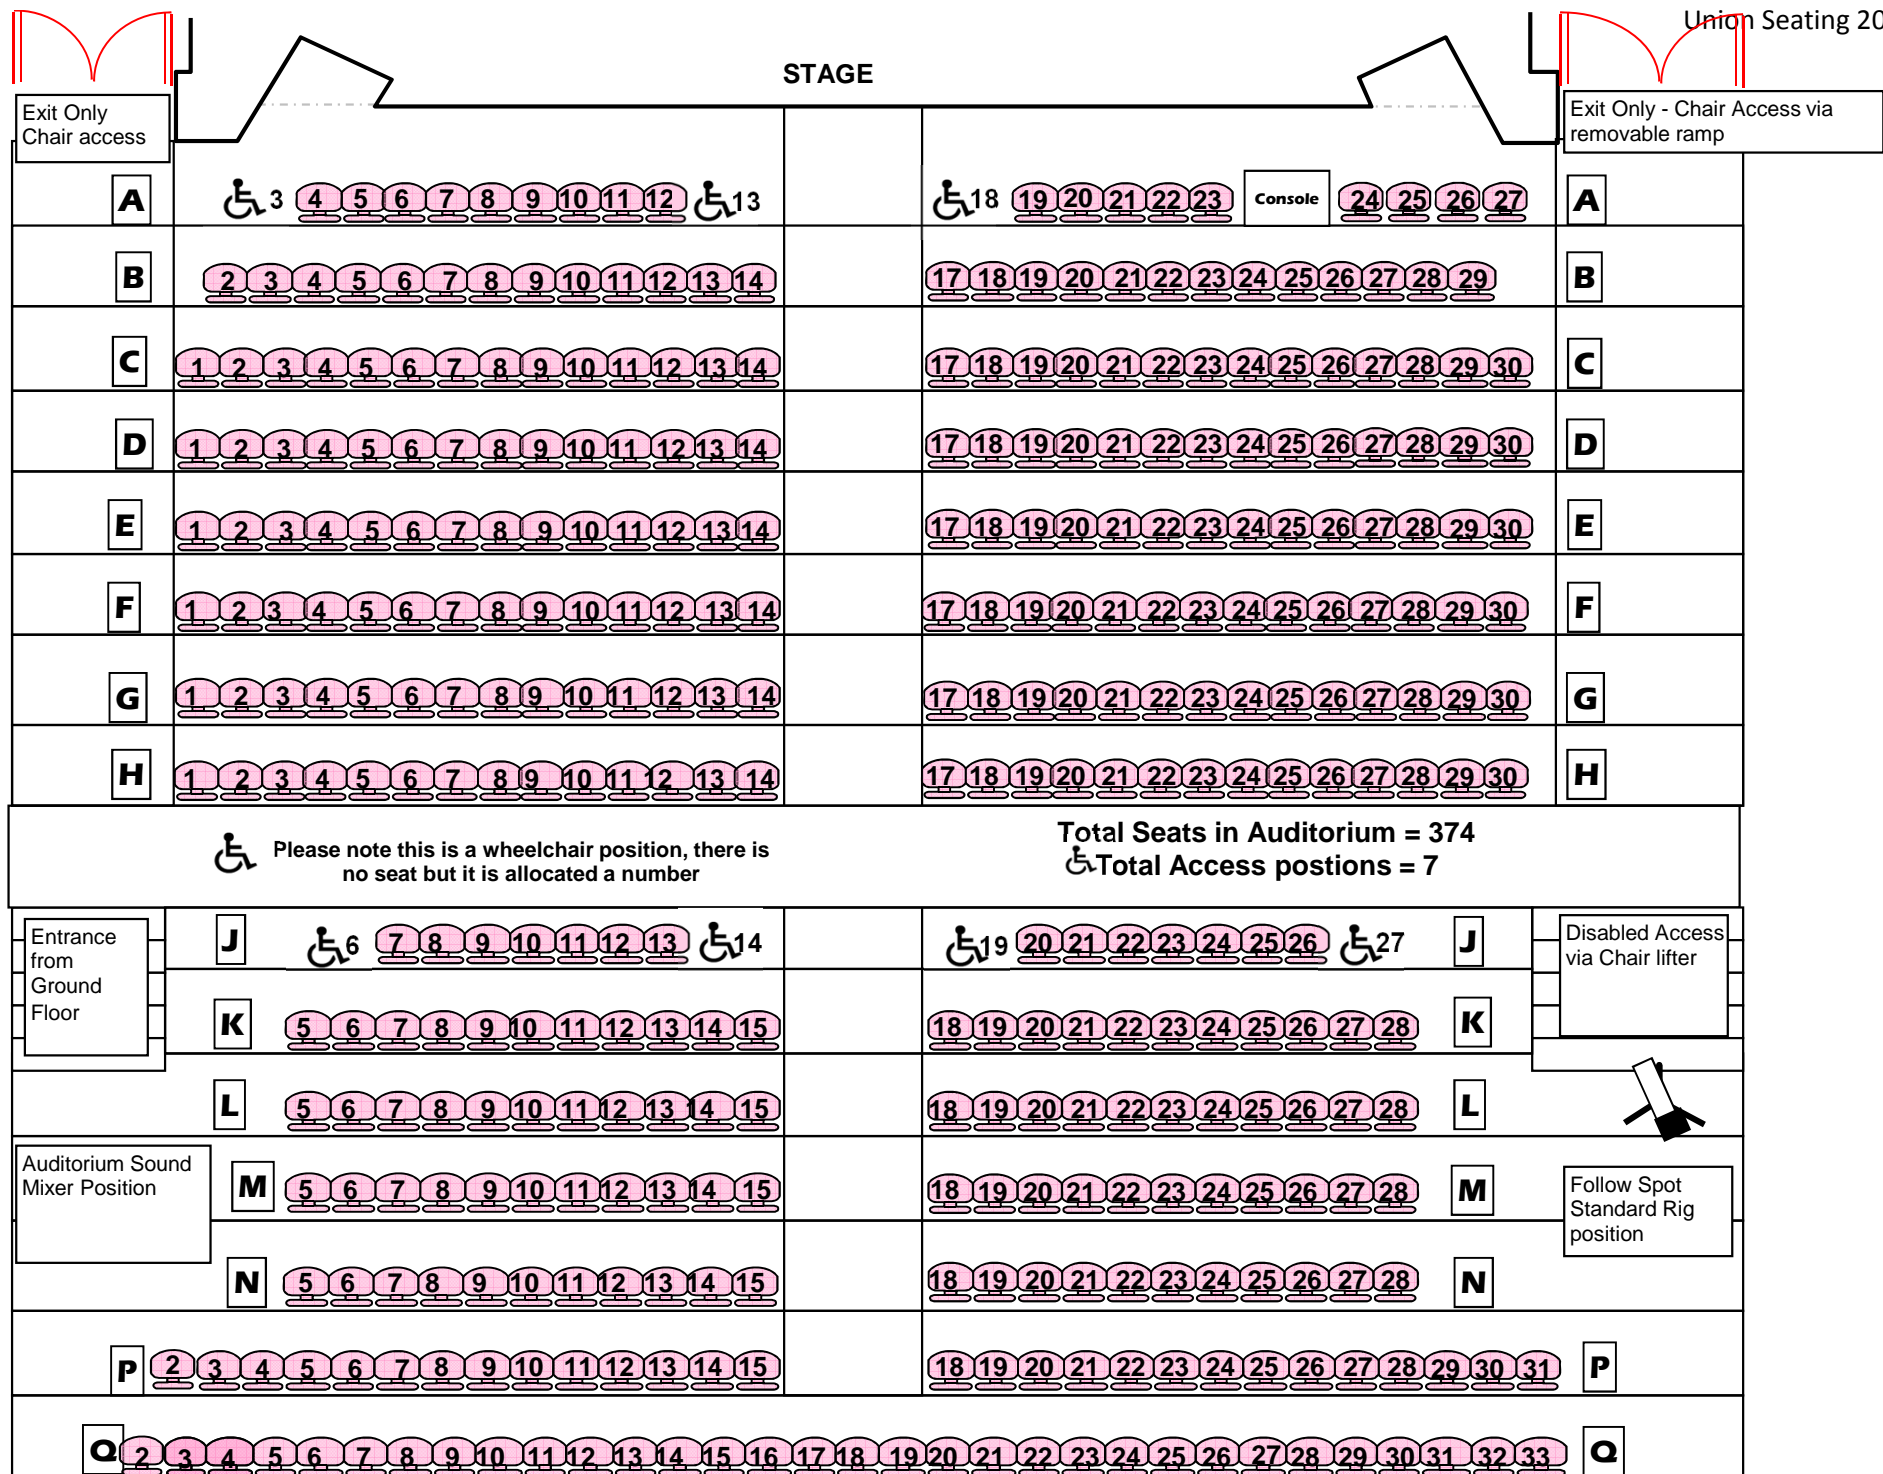 Union Seating 20
STAGE
Exit Only
Chair access
Exit Only - Chair Access via
removable ramp
A 3 4 5 6 7 8 9 10 11 12 13 18 19 20 21 22 23 Console 24 25 26 27 A
B 2 3 4 5 6 7 8 9 10 11 12 13 14 17 18 19 20 21 22 23 24 25 26 27 28 29 B
C 1 2 3 4 5 6 7 8 9 10 11 12 13 14 17 18 19 20 21 22 23 24 25 26 27 28 29 30 C
D 1 2 3 4 5 6 7 8 9 10 11 12 13 14 17 18 19 20 21 22 23 24 25 26 27 28 29 30 D
E 1 2 3 4 5 6 7 8 9 10 11 12 13 14 17 18 19 20 21 22 23 24 25 26 27 28 29 30 E
F 1 2 3 4 5 6 7 8 9 10 11 12 13 14 17 18 19 20 21 22 23 24 25 26 27 28 29 30 F
G 1 2 3 4 5 6 7 8 9 10 11 12 13 14 17 18 19 20 21 22 23 24 25 26 27 28 29 30 G
H 1 2 3 4 5 6 7 8 9 10 11 12 13 14 17 18 19 20 21 22 23 24 25 26 27 28 29 30 H
Please note this is a wheelchair position, there is
no seat but it is allocated a number
Total Seats in Auditorium = 374
Total Access postions = 7
Entrance
from
Ground
Floor
J 6 7 8 9 10 11 12 13 14 19 20 21 22 23 24 25 26 27 J
Disabled Access
via Chair lifter
K 5 6 7 8 9 10 11 12 13 14 15 18 19 20 21 22 23 24 25 26 27 28 K
L 5 6 7 8 9 10 11 12 13 14 15 18 19 20 21 22 23 24 25 26 27 28 L
Auditorium Sound
Mixer Position
M 5 6 7 8 9 10 11 12 13 14 15 18 19 20 21 22 23 24 25 26 27 28 M
Follow Spot
Standard Rig
position
N 5 6 7 8 9 10 11 12 13 14 15 18 19 20 21 22 23 24 25 26 27 28 N
P 2 3 4 5 6 7 8 9 10 11 12 13 14 15 18 19 20 21 22 23 24 25 26 27 28 29 30 31 P
Q 2 3 4 5 6 7 8 9 10 11 12 13 14 15 16 17 18 19 20 21 22 23 24 25 26 27 28 29 30 31 32 33 Q